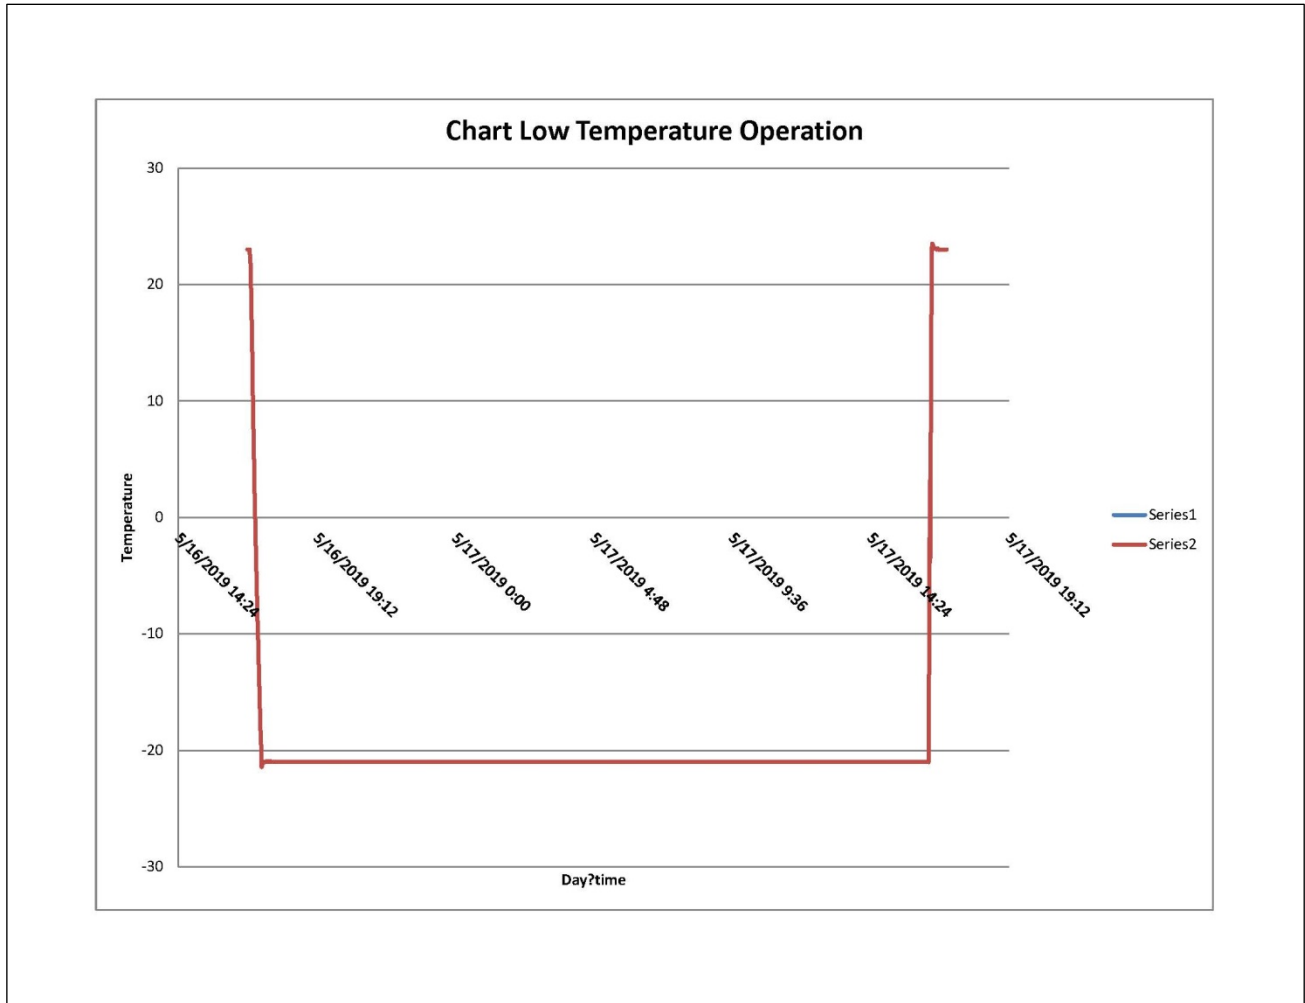 Chart Low Temperature Operation
30
20
10
0
-10
-20
-30
Temperature
5/16/2019 14:24
5/16/2019 19:12
5/17/2019 0:00
5/17/2019 4:48
5/17/2019 9:36
5/17/2019 14:24
5/17/2019 19:12
Day?time
Series1
Series2